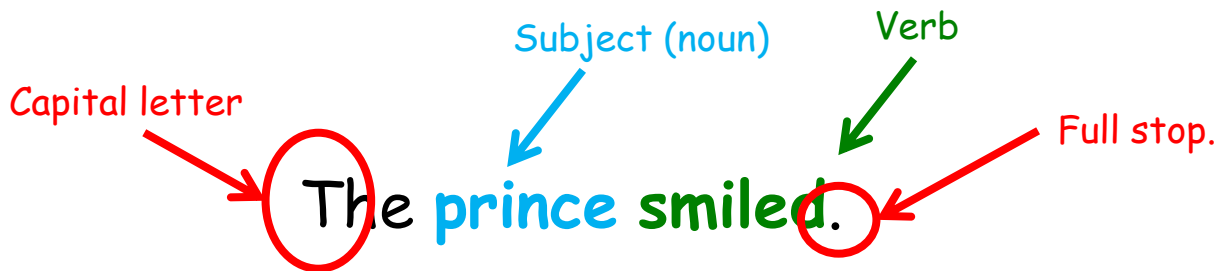 Subject (noun)
Verb
Capital letter
Full stop.
The prince smiled.